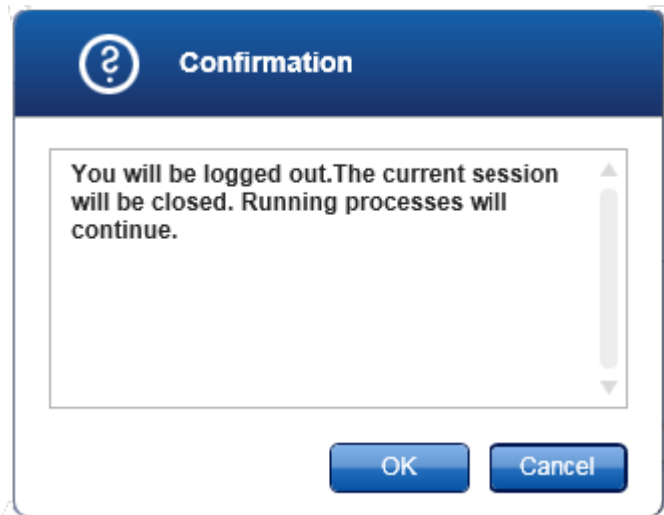 Confirmation
You will be logged out.The current session
will be closed. Running processes will
continue.
OK
Cancel